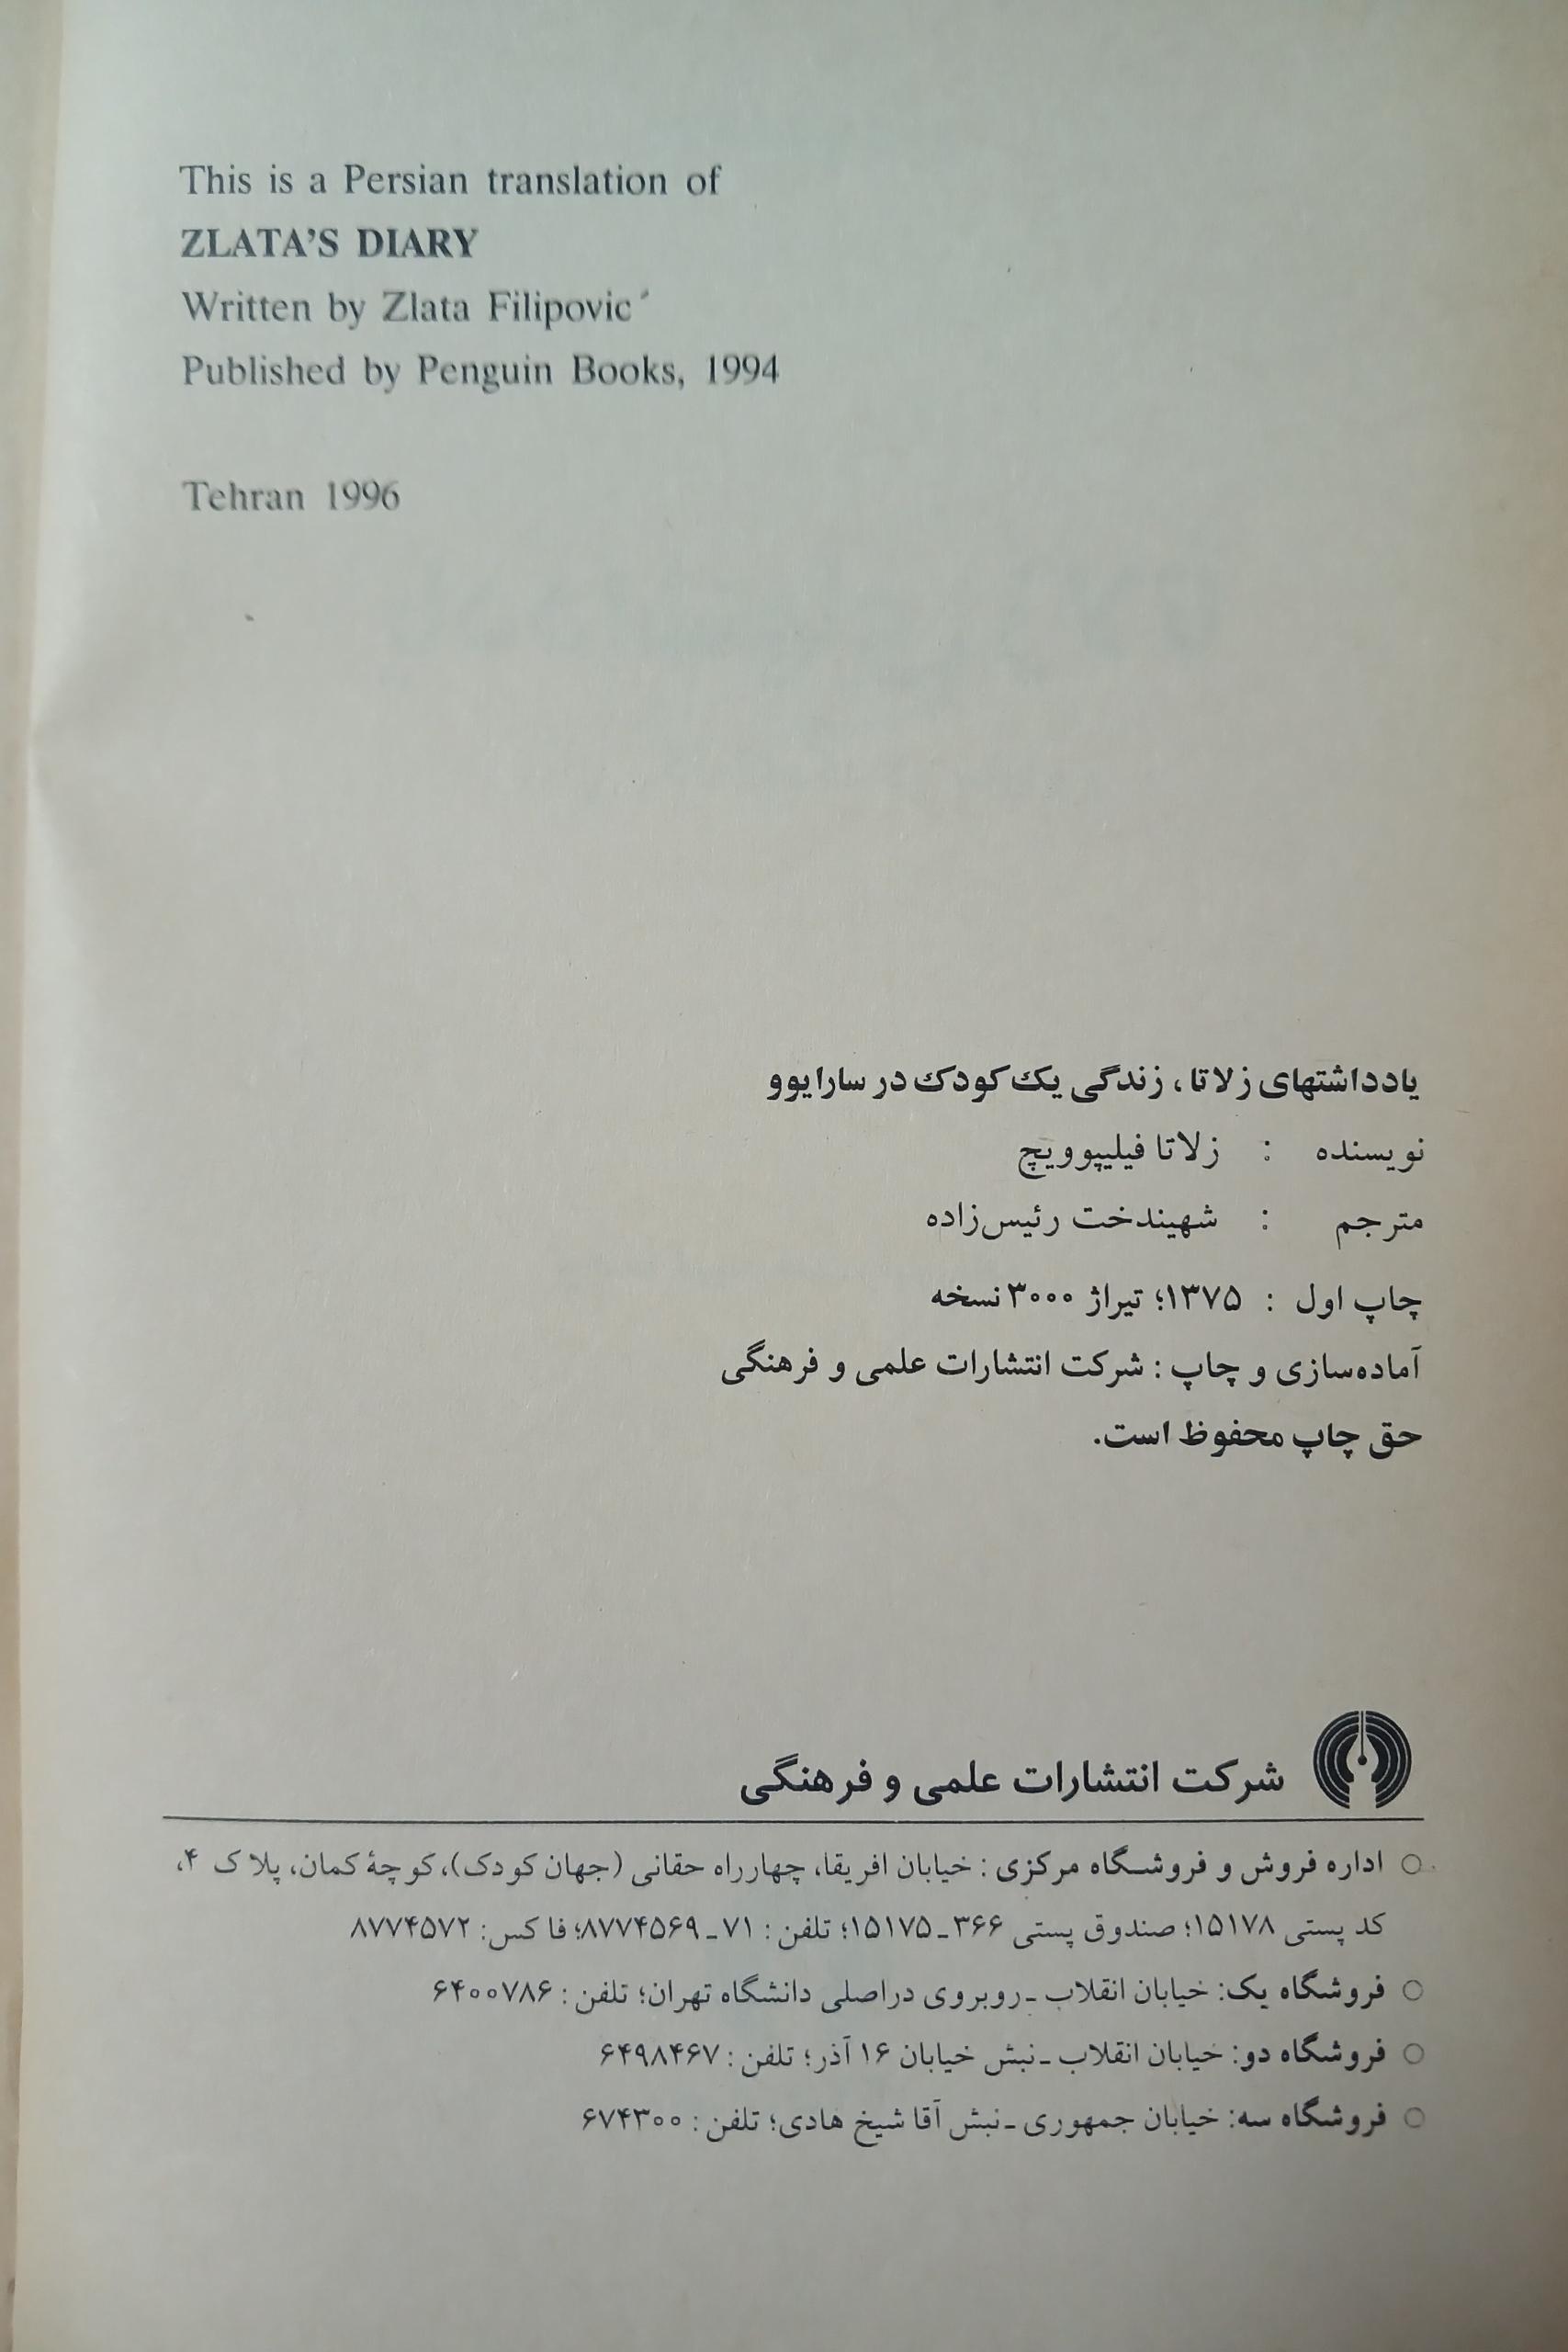 This is a Persian translation of
ZLATA'S DIARY
Written by Zlata Filipovic´
Published by Penguin Books, 1994
Tehran 1996
یادداشتهای زلاتا، زندگی یک کودک در سارایوو
نویسنده : زلاتا فیلیپوویچ
مترجم : شهیندخت رئیس‌زاده
چاپ اول : ۱۳۷۵؛ تیراژ ۳۰۰۰ نسخه
آماده‌سازی و چاپ : شرکت انتشارات علمی و فرهنگی
حق چاپ محفوظ است.
شرکت انتشارات علمی و فرهنگی
○ اداره فروش و فروشگاه مرکزی : خیابان افریقا، چهارراه حقانی (جهان کودک)، کوچهٔ کمان، پلاک ۴،
کد پستی ۱۵۱۷۸؛ صندوق پستی ۳۶۶ـ۱۵۱۷۵؛ تلفن : ۷۱ـ۸۷۷۴۵۶۹؛ فاکس: ۸۷۷۴۵۷۲
○ فروشگاه یک: خیابان انقلاب ـ روبروی دراصلی دانشگاه تهران؛ تلفن : ۶۴۰۰۷۸۶
○ فروشگاه دو: خیابان انقلاب ـ نبش خیابان ۱۶ آذر؛ تلفن : ۶۴۹۸۴۶۷
○ فروشگاه سه: خیابان جمهوری ـ نبش آقا شیخ هادی؛ تلفن : ۶۷۴۳۰۰